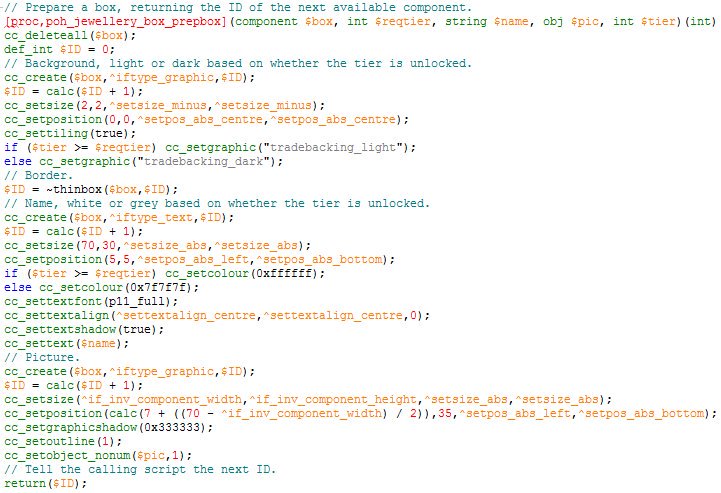 // Prepare a box, returning the ID of the next available component.
[proc,poh_jewellery_box_prepbox](component $box, int $reqtier, string $name, obj $pic, int $tier)(int)
cc_deleteall($box);
def_int $ID = 0;
// Background, light or dark based on whether the tier is unlocked.
cc_create($box,^iftype_graphic,$ID);
$ID = calc($ID + 1);
cc_setsize(2,2,^setsize_minus,^setsize_minus);
cc_setposition(0,0,^setpos_abs_centre,^setpos_abs_centre);
cc_settiling(true);
if ($tier >= $reqtier) cc_setgraphic("tradebacking_light");
else cc_setgraphic("tradebacking_dark");
// Border.
$ID = ~thinbox($box,$ID);
// Name, white or grey based on whether the tier is unlocked.
cc_create($box,^iftype_text,$ID);
$ID = calc($ID + 1);
cc_setsize(70,30,^setsize_abs,^setsize_abs);
cc_setposition(5,5,^setpos_abs_left,^setpos_abs_bottom);
if ($tier >= $reqtier) cc_setcolour(0xffffff);
else cc_setcolour(0x7f7f7f);
cc_settextfont(p11_full);
cc_settextalign(^settextalign_centre,^settextalign_centre,0);
cc_settextshadow(true);
cc_settext($name);
// Picture.
cc_create($box,^iftype_graphic,$ID);
$ID = calc($ID + 1);
cc_setsize(^if_inv_component_width,^if_inv_component_height,^setsize_abs,^setsize_abs);
cc_setposition(calc(7 + ((70 - ^if_inv_component_width) / 2)),35,^setpos_abs_left,^setpos_abs_bottom);
cc_setgraphicshadow(0x333333);
cc_setoutline(1);
cc_setobject_nonum($pic,1);
// Tell the calling script the next ID.
return($ID);